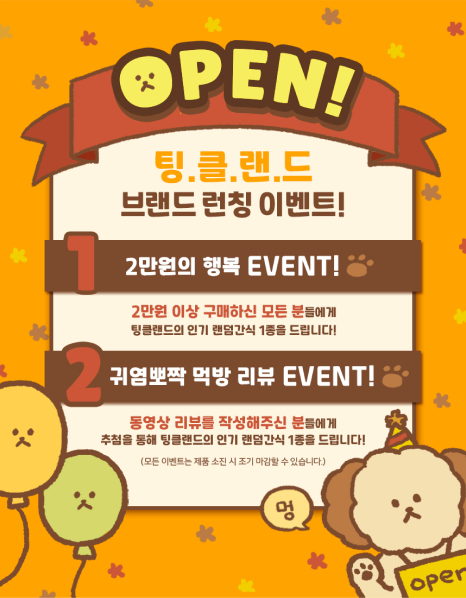 OPEN!
팅.클.랜.드
브랜드 런칭 이벤트!
1 2만원의 행복 EVENT!
2만원 이상 구매하신 모든 분들에게
팅클랜드의 인기 랜덤간식 1종을 드립니다!
2 귀염뽀짝 먹방 리뷰 EVENT!
동영상 리뷰를 작성해주신 분들에게
추첨을 통해 팅클랜드의 인기 랜덤간식 1종을 드립니다!
(모든 이벤트는 제품 소진 시 조기 마감할 수 있습니다.)
멍
open